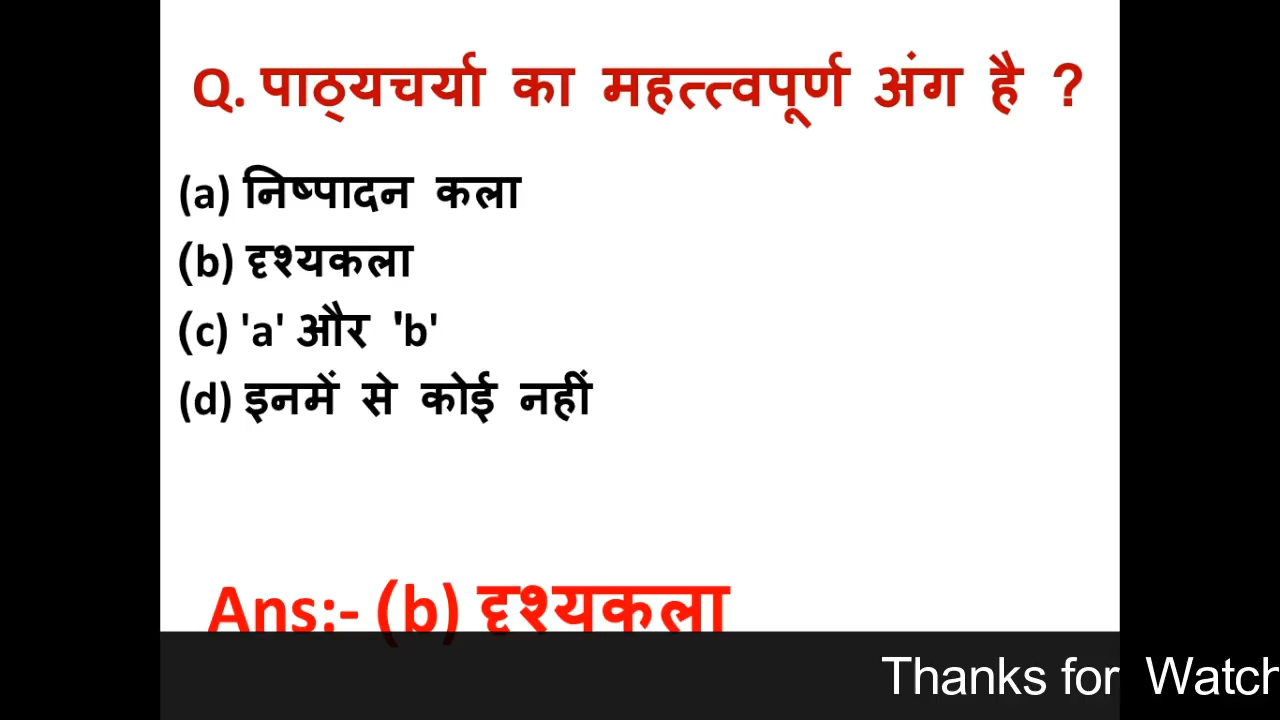 Q. पाठ्यचर्या का महत्त्वपूर्ण अंग है ?
(a) निष्पादन कला
(b) दृश्यकला
(c) 'a' और 'b'
(d) इनमें से कोई नहीं
Ans:- (b) दृश्यकला
Thanks for Watch